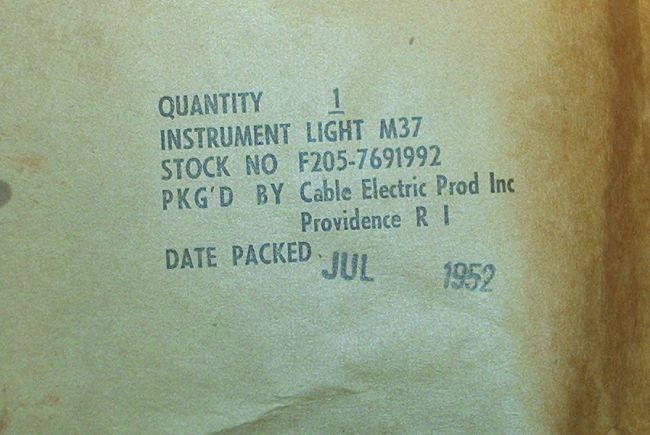 QUANTITY 1
INSTRUMENT LIGHT M37
STOCK NO F205-7691992
PKG'D BY Cable Electric Prod Inc
Providence R I
DATE PACKED JUL 1952